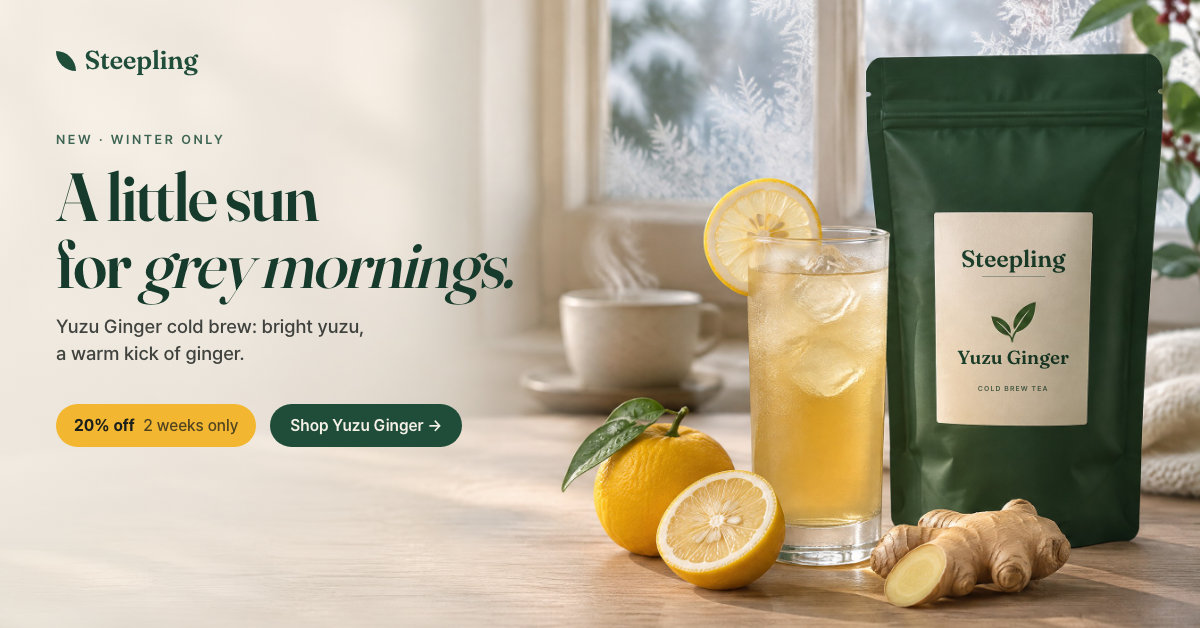 Steepling
NEW · WINTER ONLY
A little sun
for grey mornings.
Yuzu Ginger cold brew: bright yuzu,
a warm kick of ginger.
20% off 2 weeks only
Shop Yuzu Ginger →
Steepling
Yuzu Ginger
COLD BREW TEA